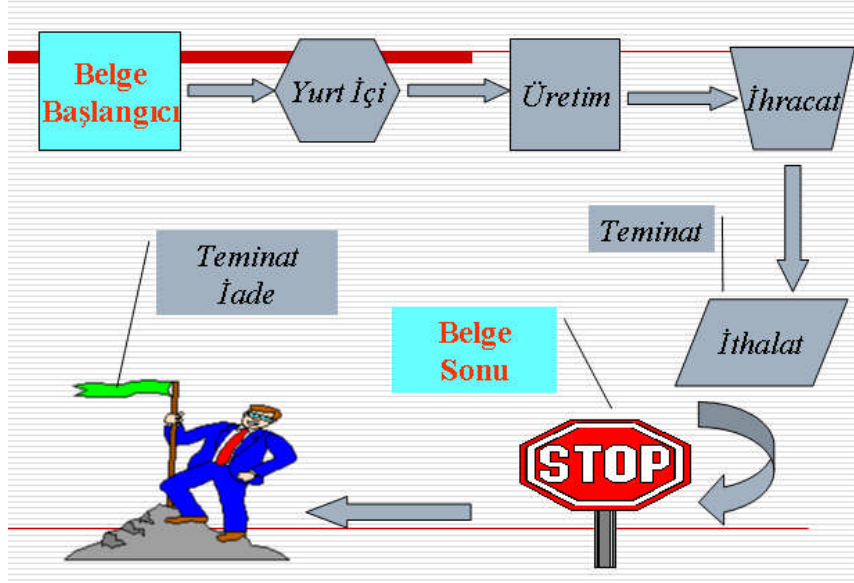 Belge
Başlangıcı
Yurt İçi
Üretim
İhracat
Teminat
Teminat
İade
Belge
Sonu
İthalat
STOP